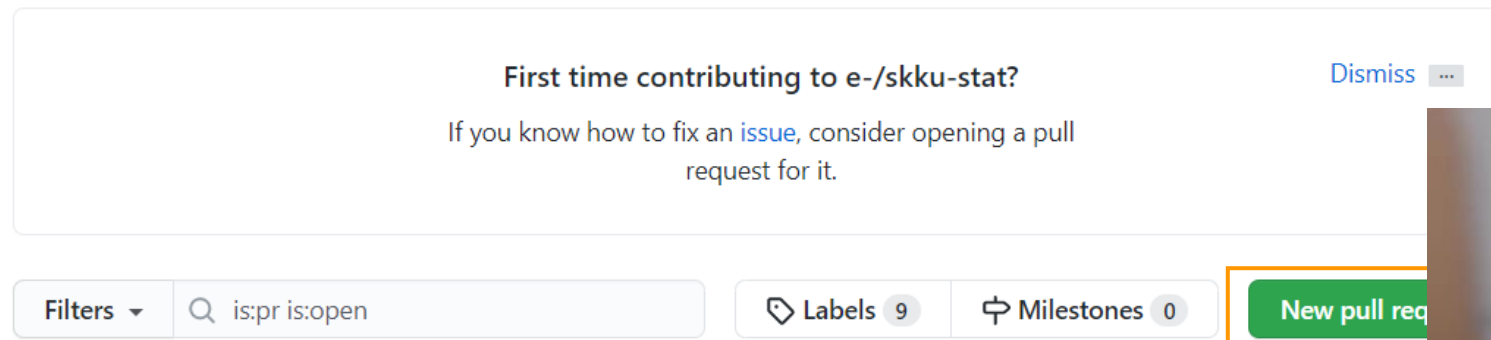 First time contributing to e-/skku-stat?
Dismiss ...
If you know how to fix an issue, consider opening a pull
request for it.
Filters
is:pr is:open
Labels 9
Milestones 0
New pull